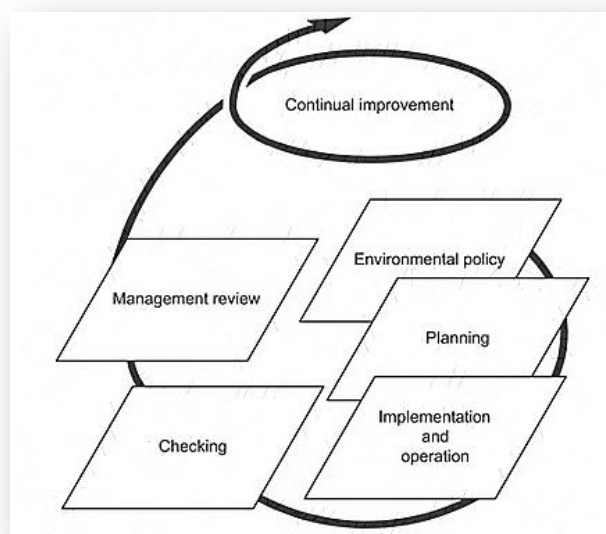 Continual improvement
Environmental policy
Management review
Planning
Implementation
and
operation
Checking